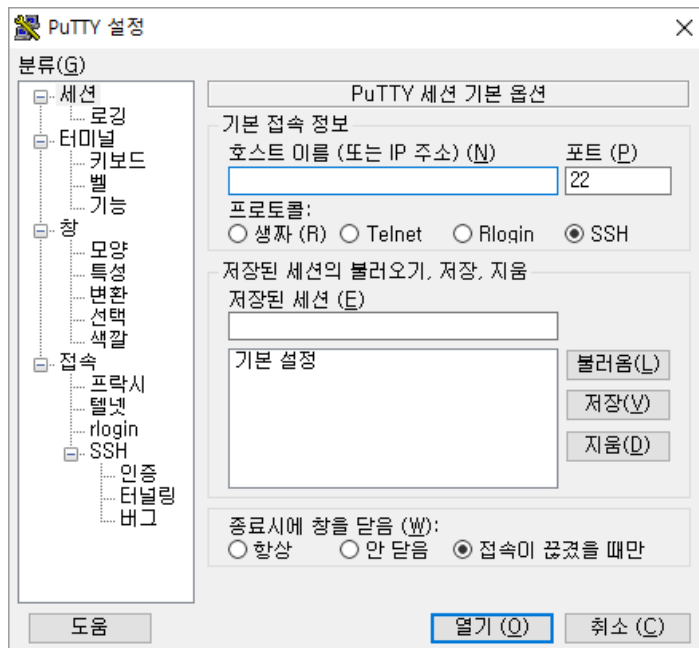 PuTTY 설정
분류(G)
세션
로깅
터미널
키보드
벨
기능
창
모양
특성
변환
선택
색깔
접속
프락시
텔넷
rlogin
SSH
인증
터널링
버그
PuTTY 세션 기본 옵션
기본 접속 정보
호스트 이름 (또는 IP 주소) (N) 포트 (P)
22
프로토콜:
생짜 (R) Telnet Rlogin SSH
저장된 세션의 불러오기, 저장, 지움
저장된 세션 (E)
기본 설정
불러옴(L)
저장(V)
지움(D)
종료시에 창을 닫음 (W):
항상 안 닫음 접속이 끊겼을 때만
도움 열기 (O) 취소 (C)